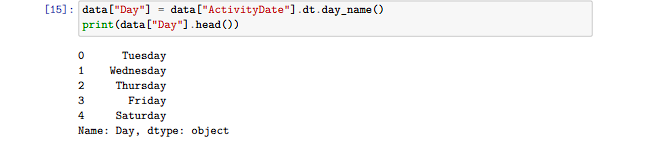 [15]: data["Day"] = data["ActivityDate"].dt.day_name()
print(data["Day"].head())
0 Tuesday
1 Wednesday
2 Thursday
3 Friday
4 Saturday
Name: Day, dtype: object